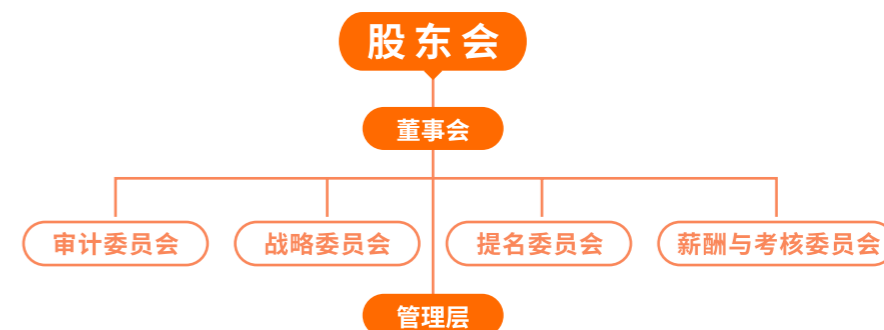 股东会
董事会
审计委员会
战略委员会
提名委员会
薪酬与考核委员会
管理层